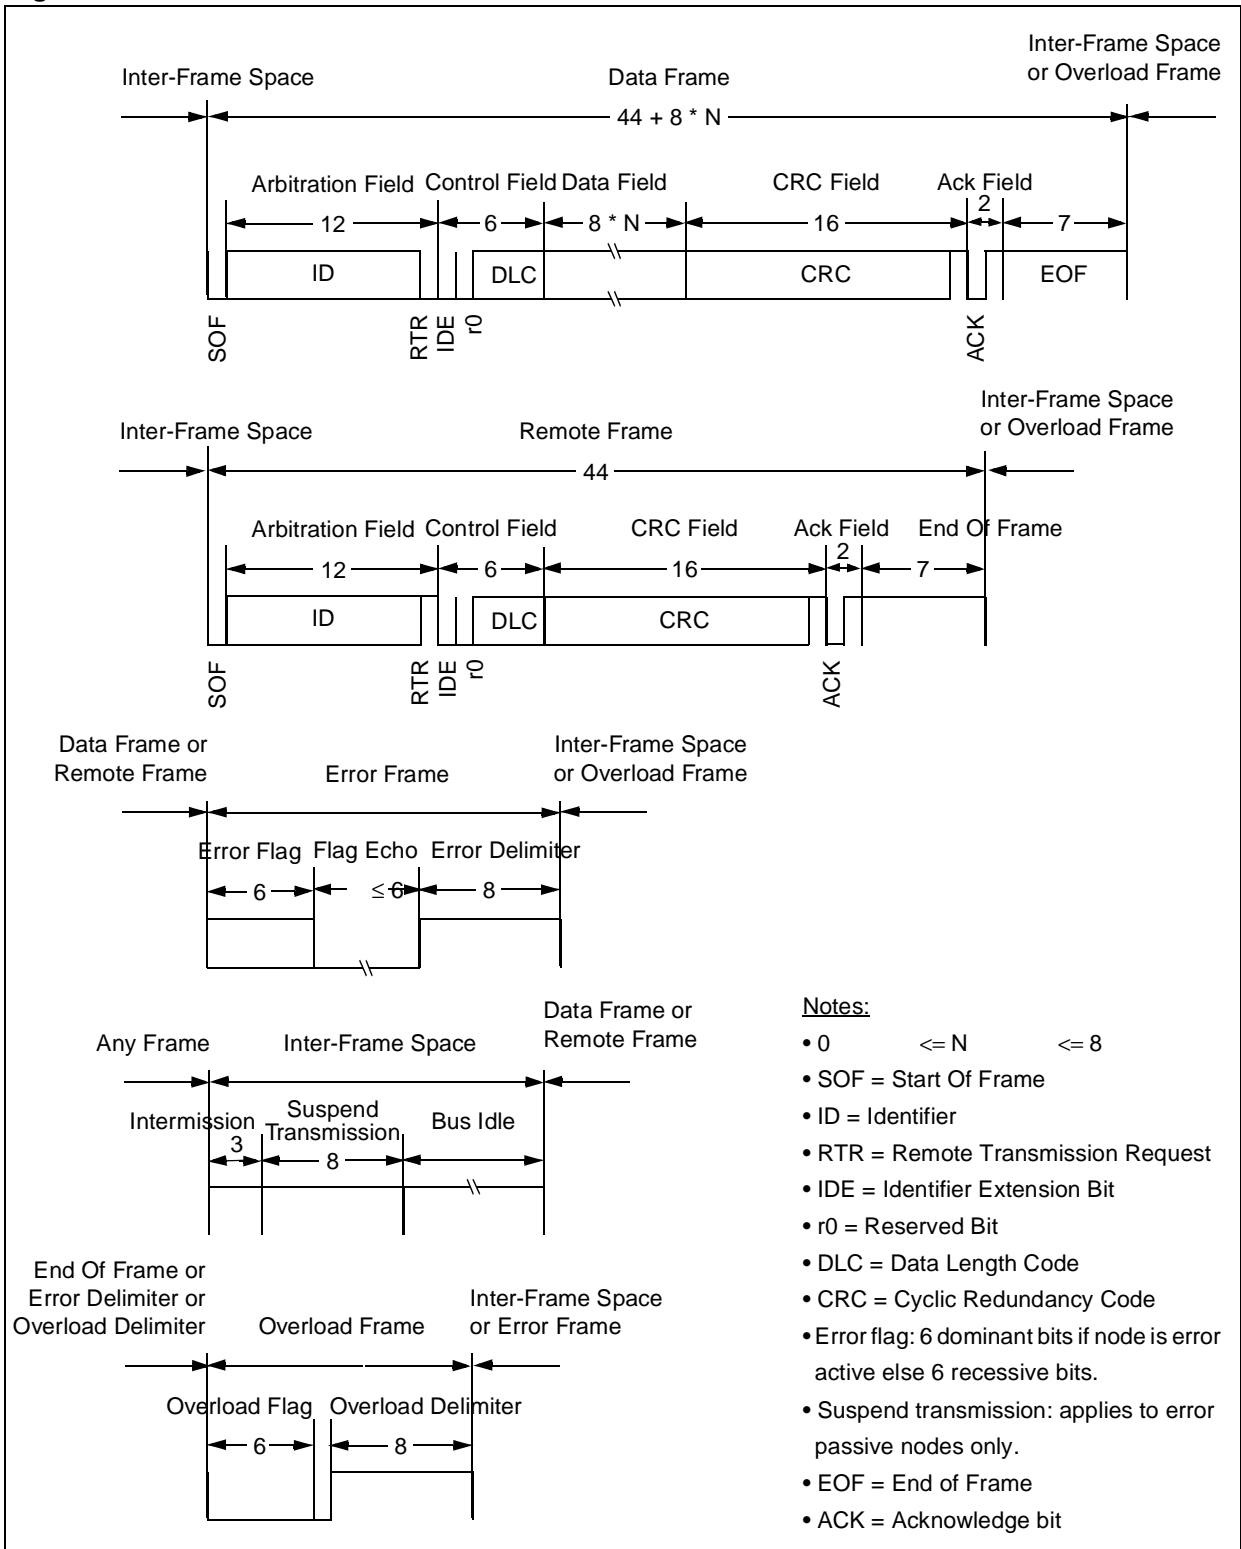 Inter-Frame Space
Data Frame
Inter-Frame Space
or Overload Frame
44 + 8 * N
Arbitration Field Control Field Data Field CRC Field Ack Field
12 6 8 * N 16 2 7
ID DLC CRC EOF
SOF RTR IDE r0 ACK
Inter-Frame Space
Remote Frame
Inter-Frame Space
or Overload Frame
44
Arbitration Field Control Field CRC Field Ack Field End Of Frame
12 6 16 2 7
ID DLC CRC
SOF RTR IDE r0 ACK
Data Frame or
Remote Frame
Error Frame
Inter-Frame Space
or Overload Frame
Error Flag Flag Echo Error Delimiter
6 ≤ 6 8
Any Frame
Inter-Frame Space
Data Frame or
Remote Frame
Intermission
Suspend
Transmission
Bus Idle
3 8
End Of Frame or
Error Delimiter or
Overload Delimiter
Overload Frame
Inter-Frame Space
or Error Frame
Overload Flag Overload Delimiter
6 8
Notes:
• 0 <= N <= 8
• SOF = Start Of Frame
• ID = Identifier
• RTR = Remote Transmission Request
• IDE = Identifier Extension Bit
• r0 = Reserved Bit
• DLC = Data Length Code
• CRC = Cyclic Redundancy Code
• Error flag: 6 dominant bits if node is error
active else 6 recessive bits.
• Suspend transmission: applies to error
passive nodes only.
• EOF = End of Frame
• ACK = Acknowledge bit